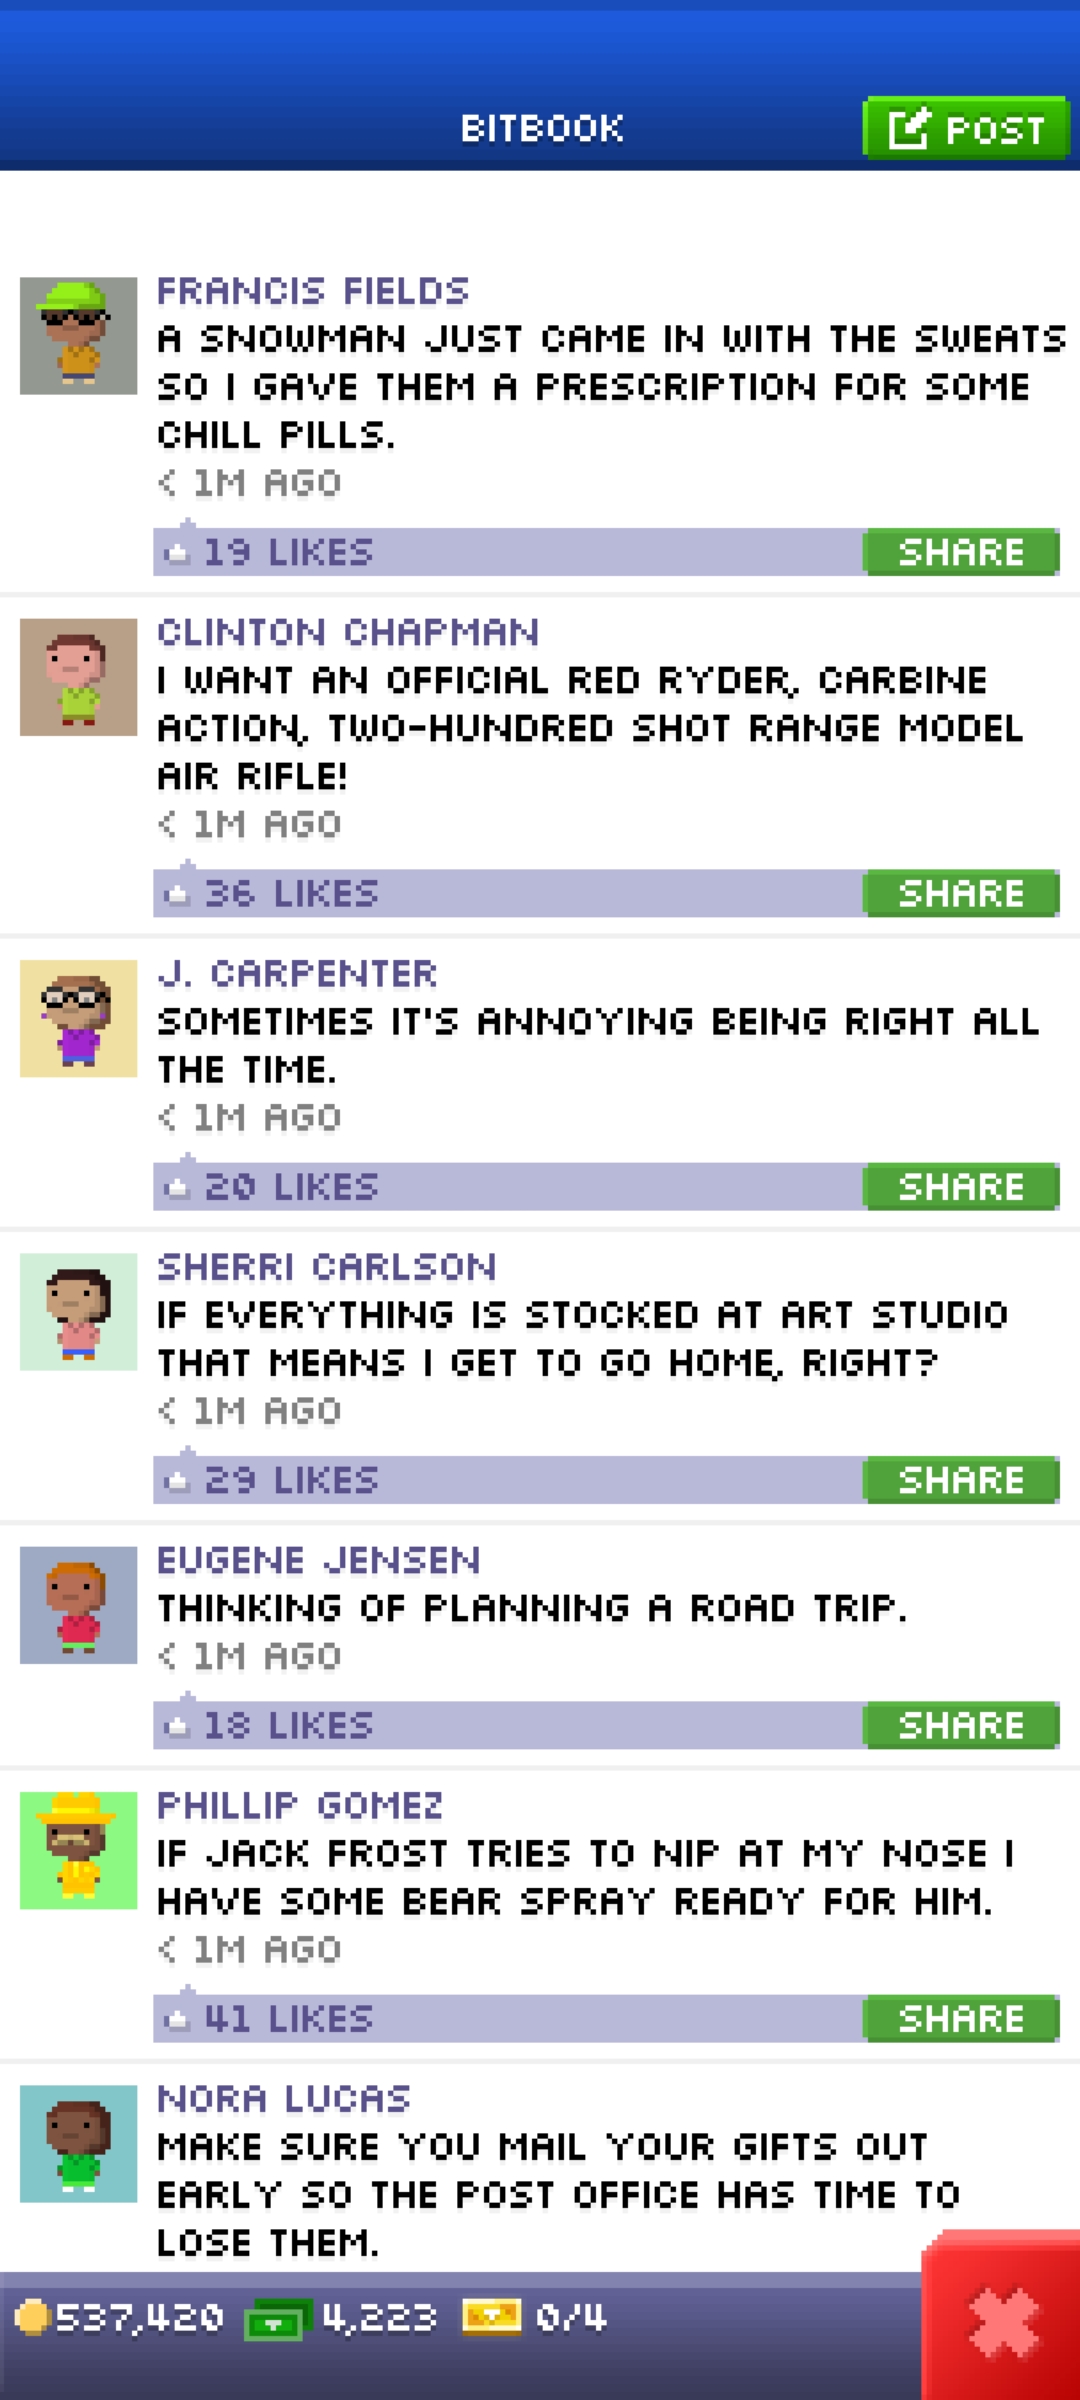 BITBOOK
POST
FRANCIS FIELDS
A SNOWMAN JUST CAME IN WITH THE SWEATS
SO I GAVE THEM A PRESCRIPTION FOR SOME
CHILL PILLS.
< 1M AGO
19 LIKES
SHARE
CLINTON CHAPMAN
I WANT AN OFFICIAL RED RYDER, CARBINE
ACTION, TWO-HUNDRED SHOT RANGE MODEL
AIR RIFLE!
< 1M AGO
36 LIKES
SHARE
J. CARPENTER
SOMETIMES IT'S ANNOYING BEING RIGHT ALL
THE TIME.
< 1M AGO
20 LIKES
SHARE
SHERRI CARLSON
IF EVERYTHING IS STOCKED AT ART STUDIO
THAT MEANS I GET TO GO HOME, RIGHT?
< 1M AGO
29 LIKES
SHARE
EUGENE JENSEN
THINKING OF PLANNING A ROAD TRIP.
< 1M AGO
18 LIKES
SHARE
PHILLIP GOMEZ
IF JACK FROST TRIES TO NIP AT MY NOSE I
HAVE SOME BEAR SPRAY READY FOR HIM.
< 1M AGO
41 LIKES
SHARE
NORA LUCAS
MAKE SURE YOU MAIL YOUR GIFTS OUT
EARLY SO THE POST OFFICE HAS TIME TO
LOSE THEM.
537,420 4,223 0/4